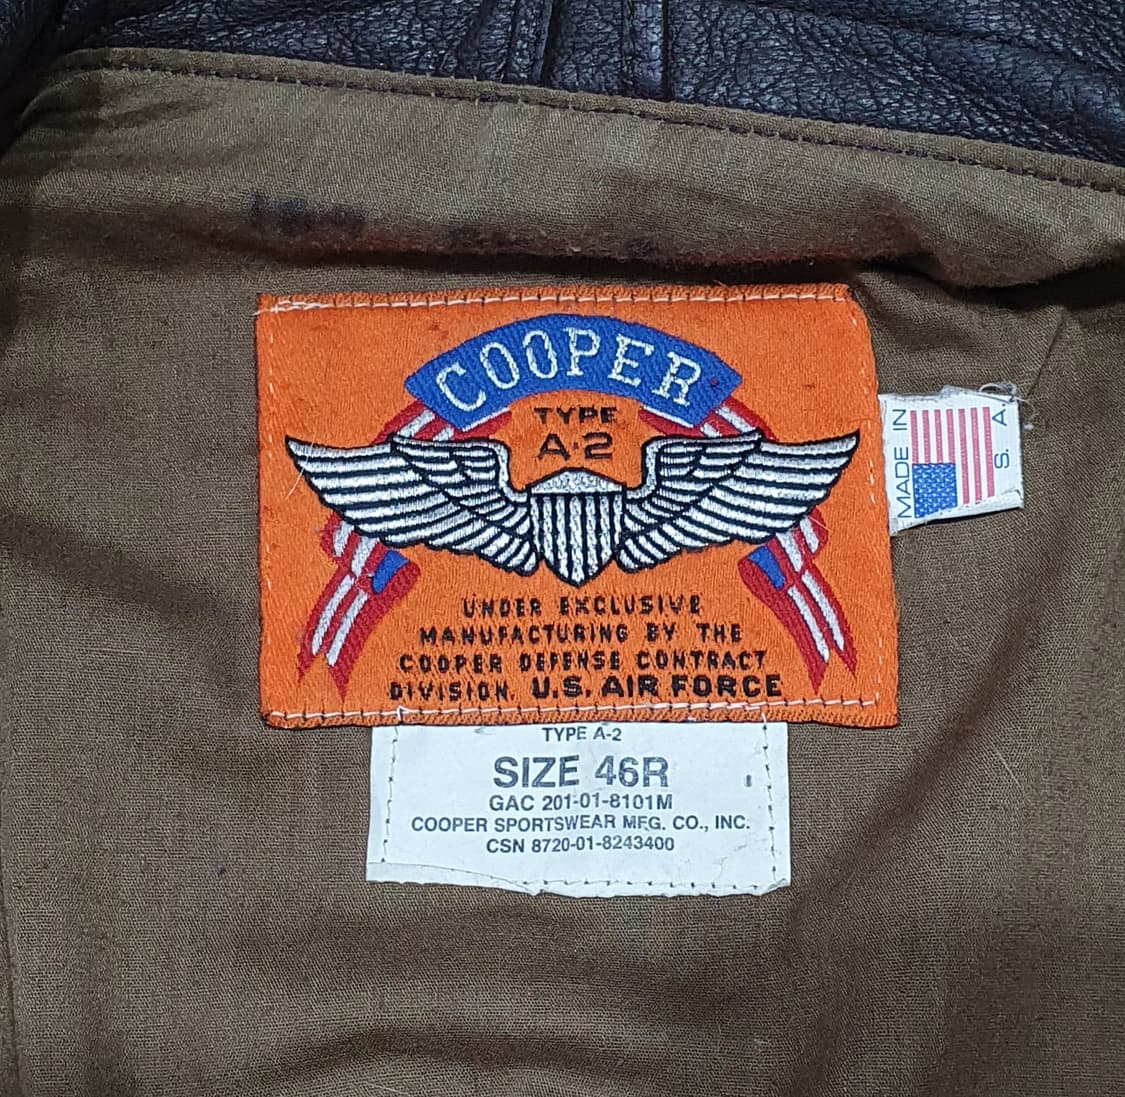 COOPER
TYPE
A-2
UNDER EXCLUSIVE
MANUFACTURING BY THE
COOPER DEFENSE CONTRACT
DIVISION. U.S. AIR FORCE
MADE IN U.S.A.
TYPE A-2
SIZE 46R
GAC 201-01-8101M
COOPER SPORTSWEAR MFG. CO., INC.
CSN 8720-01-8243400